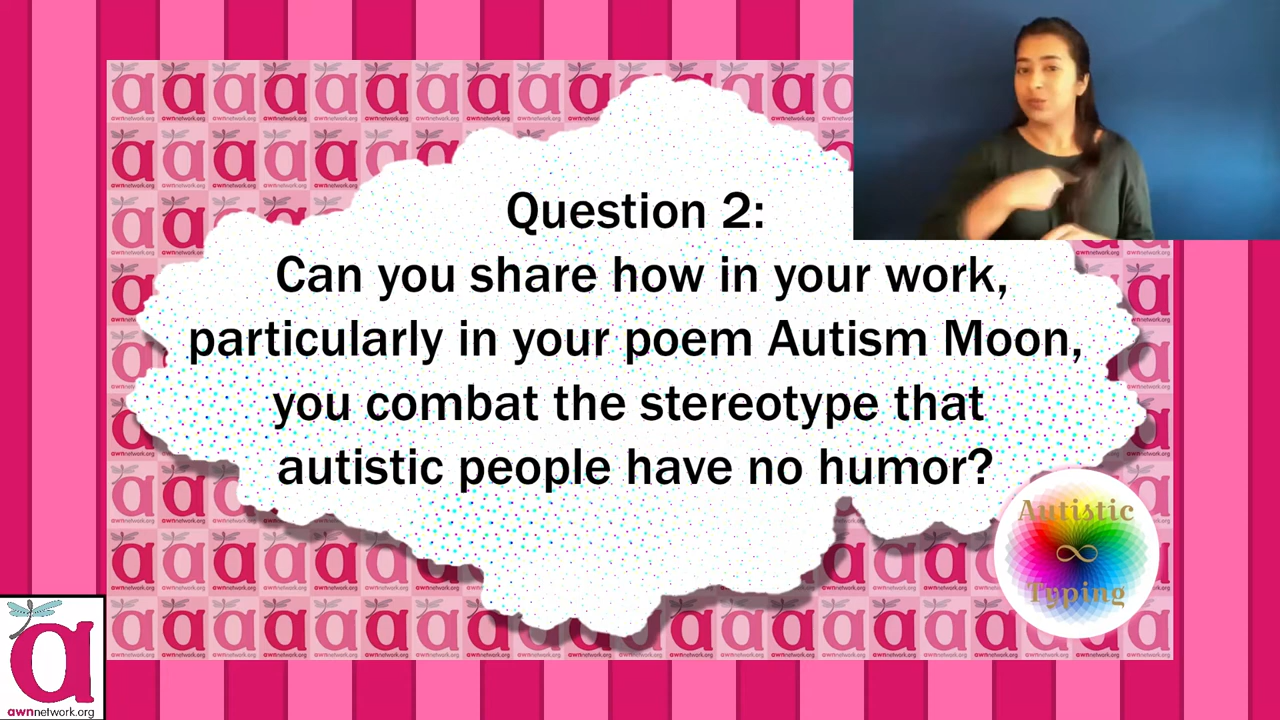 Question 2:
Can you share how in your work,
particularly in your poem Autism Moon,
you combat the stereotype that
autistic people have no humor?
Autistic
∞
Typing
a
awnnetwork.org